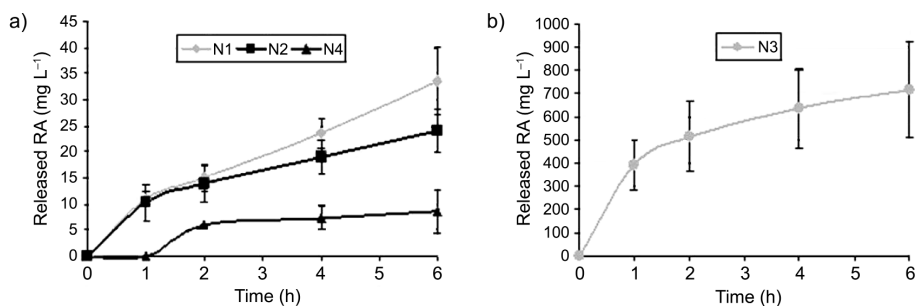 a)
Released RA (mg L⁻¹)
45
40
35
30
25
20
15
10
5
0
N1 N2 N4
0 1 2 3 4 5 6
Time (h)
b)
Released RA (mg L⁻¹)
1000
900
800
700
600
500
400
300
200
100
0
N3
0 1 2 3 4 5 6
Time (h)